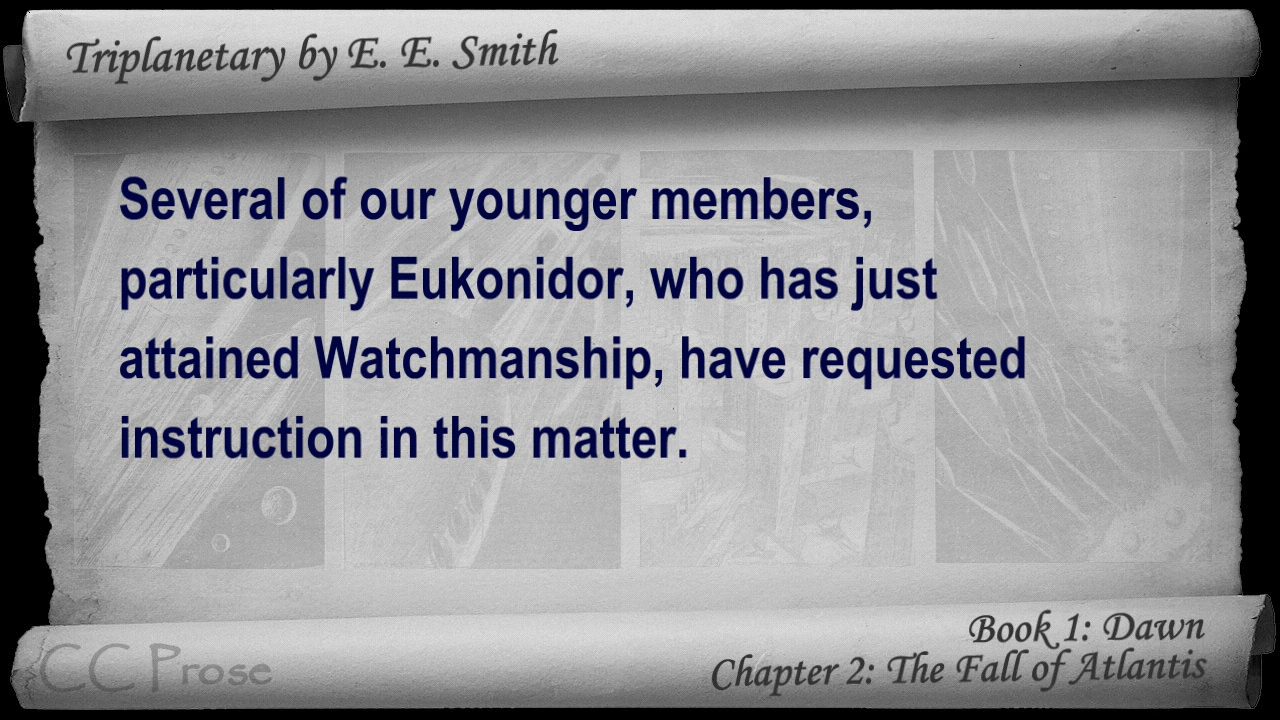 Triplanetary by E. E. Smith
Several of our younger members,
particularly Eukonidor, who has just
attained Watchmanship, have requested
instruction in this matter.
Book 1: Dawn
Chapter 2: The Fall of Atlantis
CC Prose